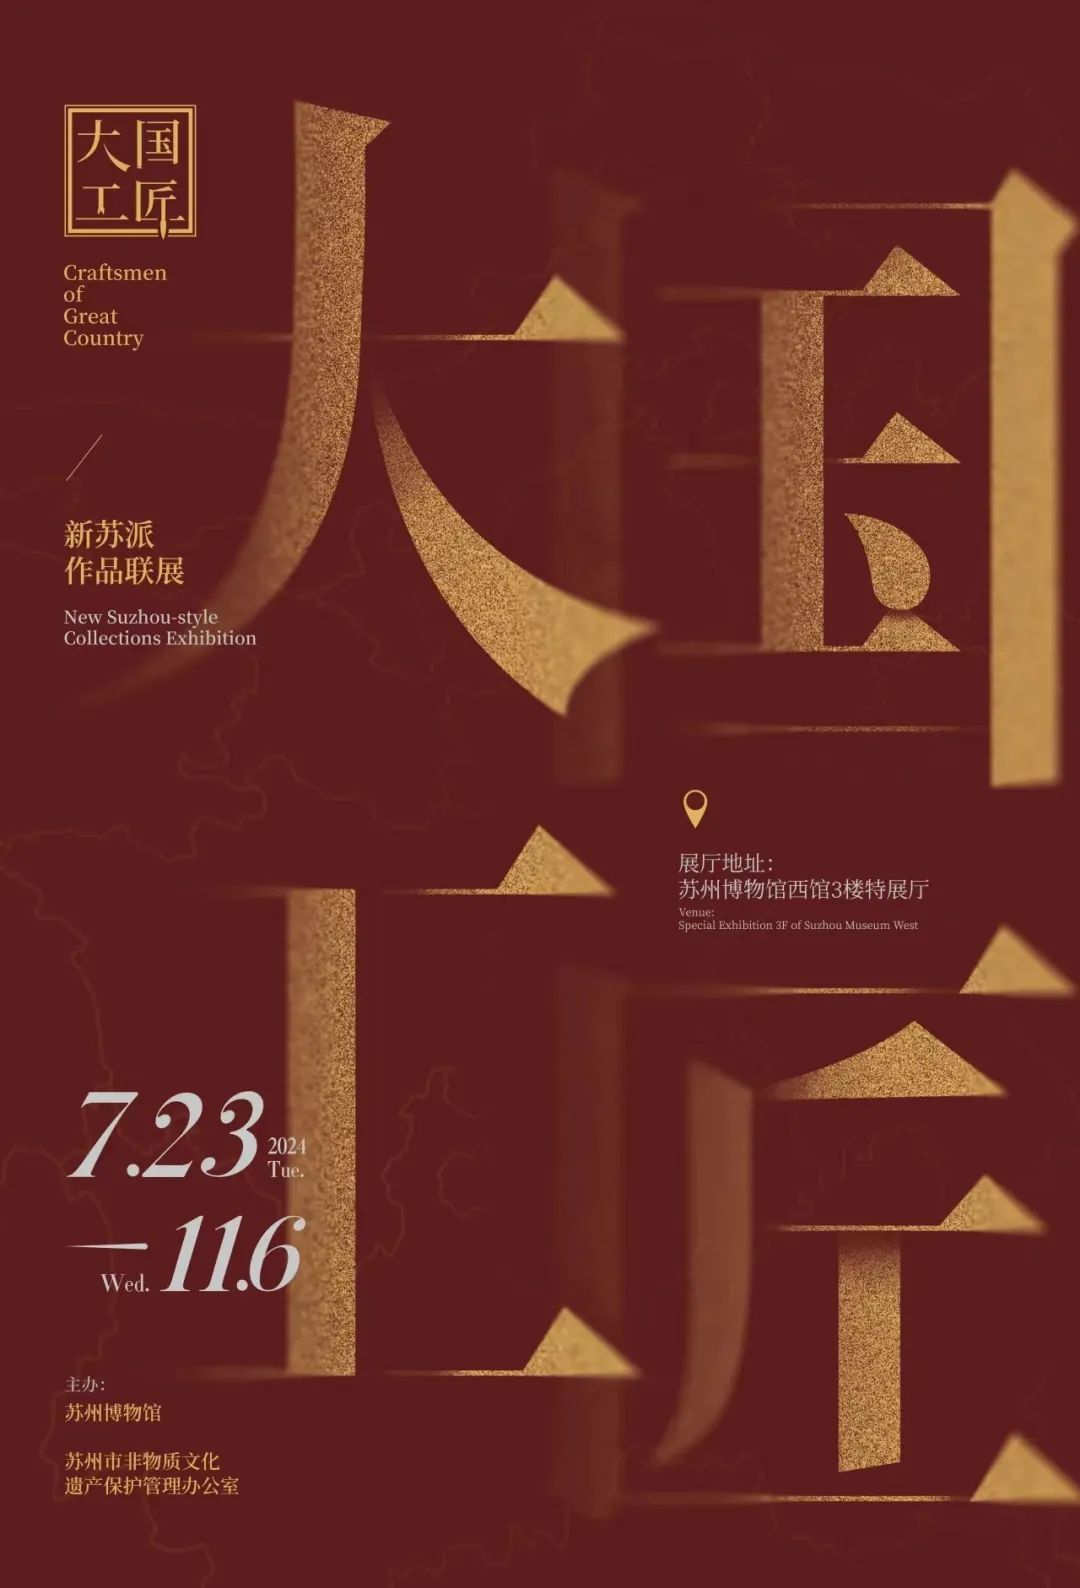 大国
工匠
Craftsmen
of
Great
Country
新苏派
作品联展
New Suzhou-style
Collections Exhibition
大国
工匠
展厅地址：
苏州博物馆西馆3楼特展厅
Venue:
Special Exhibition 3F of Suzhou Museum West
7.23 2024 Tue.
— Wed. 11.6
主办：
苏州博物馆
苏州市非物质文化
遗产保护管理办公室